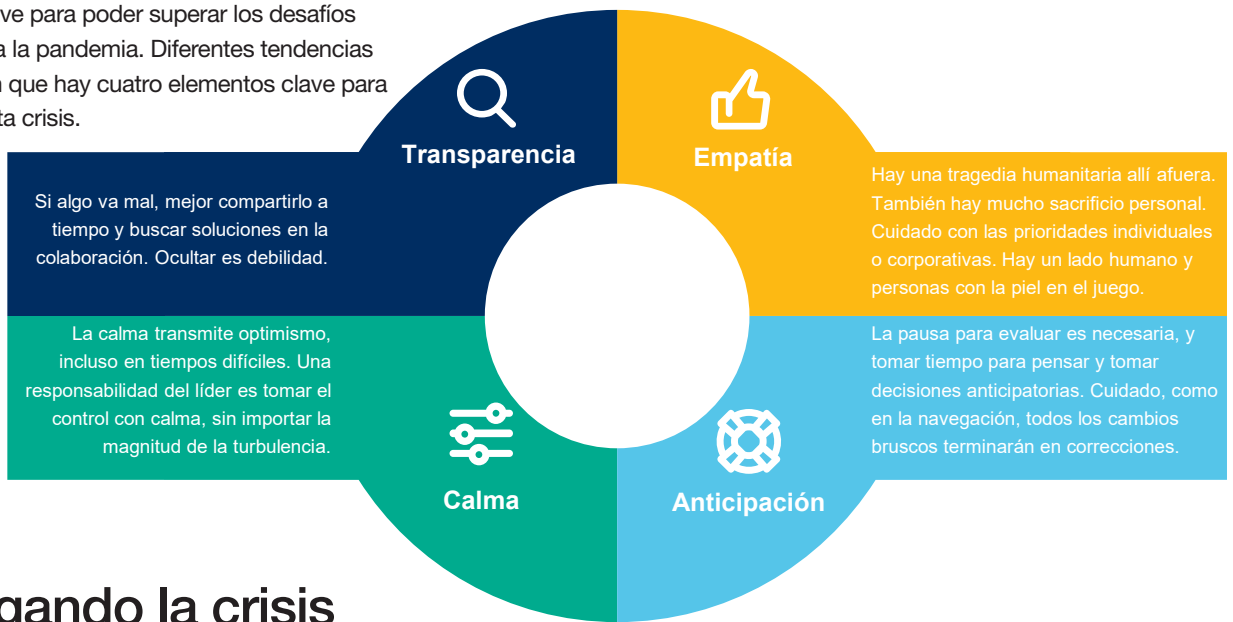 ve para poder superar los desafíos
a la pandemia. Diferentes tendencias
que hay cuatro elementos clave para
ta crisis.
Transparencia
Si algo va mal, mejor compartirlo a
tiempo y buscar soluciones en la
colaboración. Ocultar es debilidad.
Empatía
Hay una tragedia humanitaria allí afuera.
También hay mucho sacrificio personal.
Cuidado con las prioridades individuales
o corporativas. Hay un lado humano y
personas con la piel en el juego.
La calma transmite optimismo,
incluso en tiempos difíciles. Una
responsabilidad del líder es tomar el
control con calma, sin importar la
magnitud de la turbulencia.
Calma
La pausa para evaluar es necesaria, y
tomar tiempo para pensar y tomar
decisiones anticipatorias. Cuidado, como
en la navegación, todos los cambios
bruscos terminarán en correcciones.
Anticipación
gando la crisis